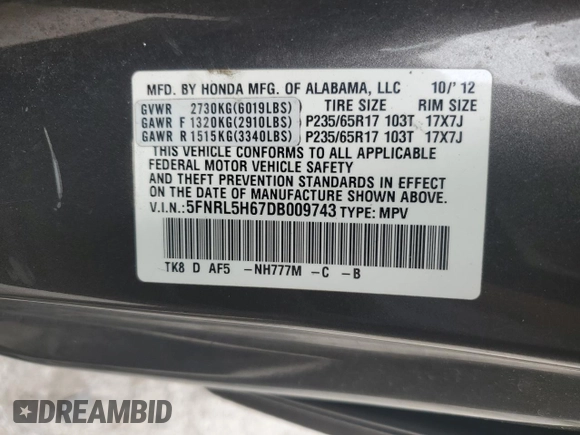 MFD. BY HONDA MFG. OF ALABAMA, LLC 10/'12
GVWR 2730KG(6019LBS) TIRE SIZE RIM SIZE
GAWR F 1320KG(2910LBS) P235/65R17 103T 17X7J
GAWR R 1515KG(3340LBS) P235/65R17 103T 17X7J
THIS VEHICLE CONFORMS TO ALL APPLICABLE
FEDERAL MOTOR VEHICLE SAFETY
AND THEFT PREVENTION STANDARDS IN EFFECT
ON THE DATE OF MANUFACTURE SHOWN ABOVE.
V.I.N.:5FNRL5H67DB009743 TYPE: MPV
TK8 D AF5 -NH777M -C -B
DREAMBID